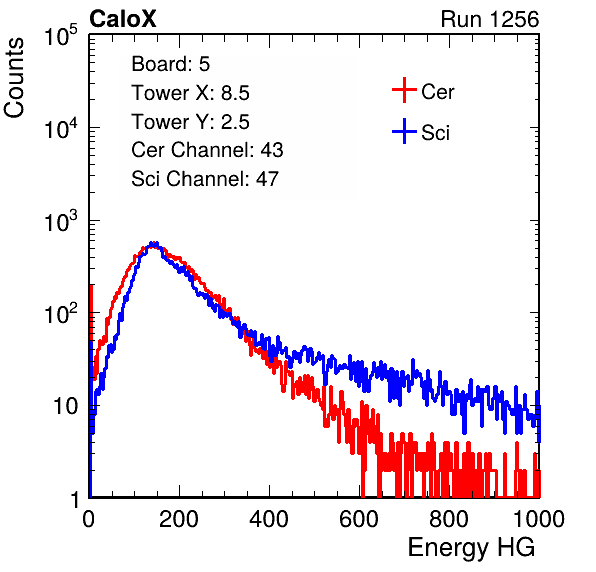 CaloX Run 1256
Counts
Board: 5
Tower X: 8.5
Tower Y: 2.5
Cer Channel: 43
Sci Channel: 47
Cer
Sci
10^5
10^4
10^3
10^2
10
1
0 200 400 600 800 1000
Energy HG